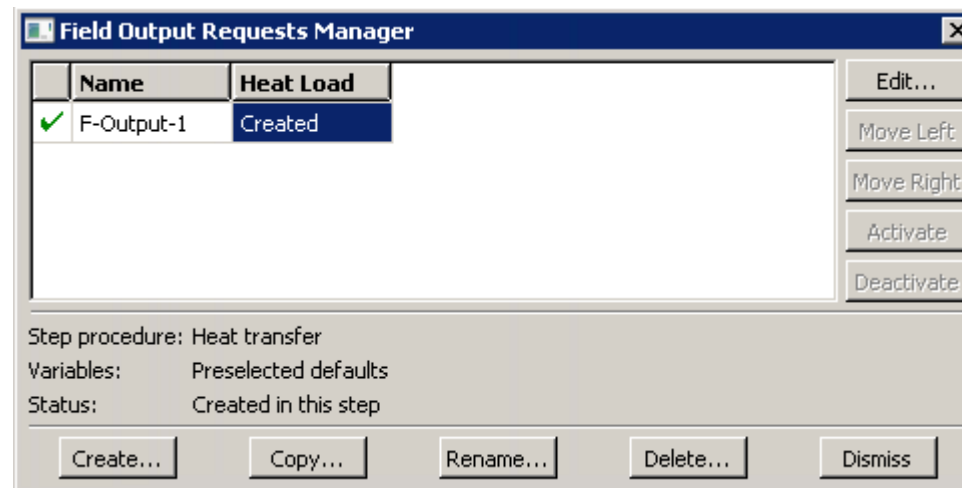 Field Output Requests Manager
Name Heat Load
F-Output-1 Created
Edit...
Move Left
Move Right
Activate
Deactivate
Step procedure: Heat transfer
Variables: Preselected defaults
Status: Created in this step
Create... Copy... Rename... Delete... Dismiss